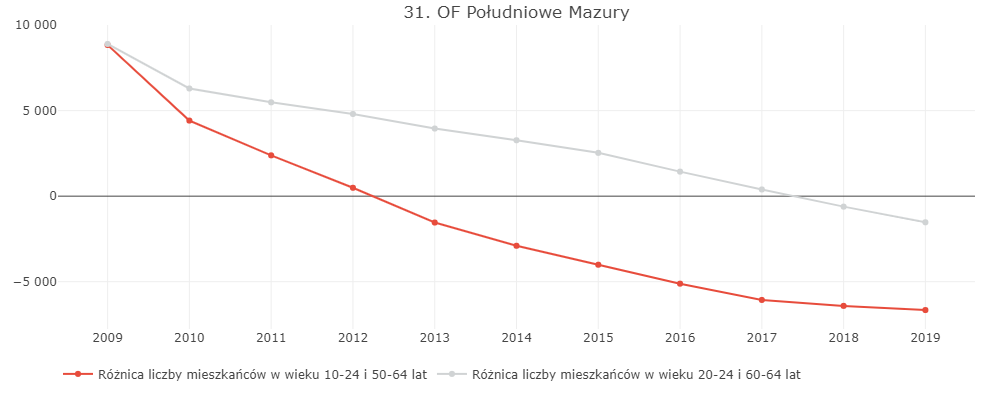 31. OF Południowe Mazury
10 000
5 000
0
−5 000
2009 2010 2011 2012 2013 2014 2015 2016 2017 2018 2019
Różnica liczby mieszkańców w wieku 10-24 i 50-64 lat Różnica liczby mieszkańców w wieku 20-24 i 60-64 lat